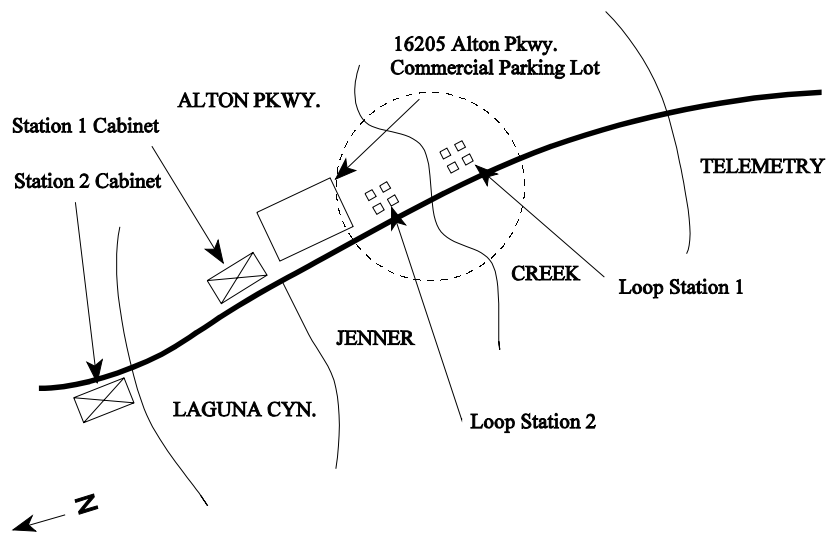 16205 Alton Pkwy.
Commercial Parking Lot
ALTON PKWY.
Station 1 Cabinet
Station 2 Cabinet
TELEMETRY
CREEK
Loop Station 1
JENNER
LAGUNA CYN.
Loop Station 2
N